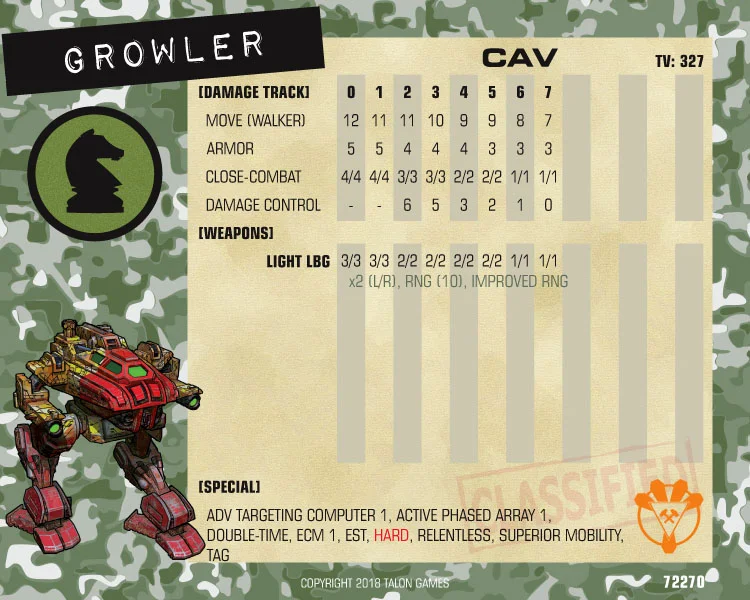 GROWLER
CAV
TV: 327
[DAMAGE TRACK] 0 1 2 3 4 5 6 7
MOVE (WALKER) 12 11 11 10 9 9 8 7
ARMOR 5 5 4 4 4 3 3 3
CLOSE-COMBAT 4/4 4/4 3/3 3/3 2/2 2/2 1/1 1/1
DAMAGE CONTROL - - 6 5 3 2 1 0
[WEAPONS]
LIGHT LBG 3/3 3/3 2/2 2/2 2/2 2/2 1/1 1/1
x2 (L/R), RNG (10), IMPROVED RNG
CLASSIFIED
[SPECIAL]
ADV TARGETING COMPUTER 1, ACTIVE PHASED ARRAY 1,
DOUBLE-TIME, ECM 1, EST, HARD, RELENTLESS, SUPERIOR MOBILITY,
TAG
COPYRIGHT 2018 TALON GAMES
72270